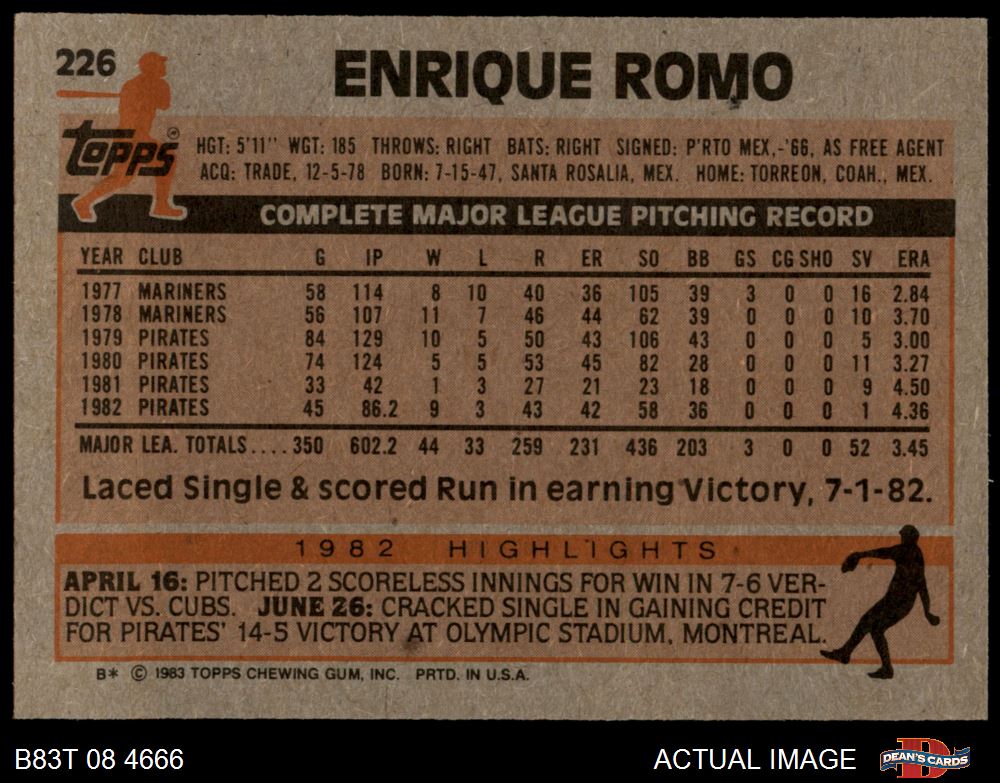 226
ENRIQUE ROMO
TOPPS ®
HGT: 5'11" WGT: 185 THROWS: RIGHT BATS: RIGHT SIGNED: P'RTO MEX,-'66, AS FREE AGENT
ACQ: TRADE, 12-5-78 BORN: 7-15-47, SANTA ROSALIA, MEX. HOME: TORREON, COAH., MEX.
COMPLETE MAJOR LEAGUE PITCHING RECORD
YEAR CLUB G IP W L R ER SO BB GS CG SHO SV ERA
1977 MARINERS 58 114 8 10 40 36 105 39 3 0 0 16 2.84
1978 MARINERS 56 107 11 7 46 44 62 39 0 0 0 10 3.70
1979 PIRATES 84 129 10 5 50 43 106 43 0 0 0 5 3.00
1980 PIRATES 74 124 5 5 53 45 82 28 0 0 0 11 3.27
1981 PIRATES 33 42 1 3 27 21 23 18 0 0 0 9 4.50
1982 PIRATES 45 86.2 9 3 43 42 58 36 0 0 0 1 4.36
MAJOR LEA. TOTALS.... 350 602.2 44 33 259 231 436 203 3 0 0 52 3.45
Laced Single & scored Run in earning Victory, 7-1-82.
1982 HIGHLIGHTS
APRIL 16: PITCHED 2 SCORELESS INNINGS FOR WIN IN 7-6 VER-
DICT VS. CUBS. JUNE 26: CRACKED SINGLE IN GAINING CREDIT
FOR PIRATES' 14-5 VICTORY AT OLYMPIC STADIUM, MONTREAL.
B* © 1983 TOPPS CHEWING GUM, INC. PRTD. IN U.S.A.
B83T 08 4666
ACTUAL IMAGE
DEAN'S CARDS